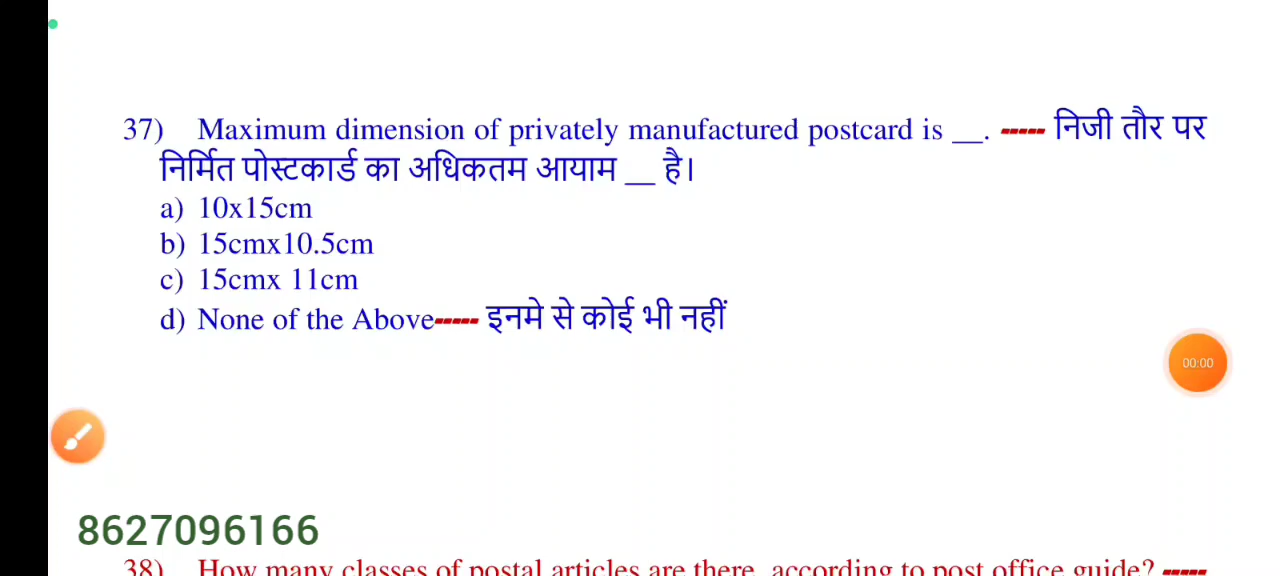 37) Maximum dimension of privately manufactured postcard is __. ----- निजी तौर पर
निर्मित पोस्टकार्ड का अधिकतम आयाम __ है।
a) 10x15cm
b) 15cmx10.5cm
c) 15cmx 11cm
d) None of the Above----- इनमे से कोई भी नहीं
00:00
8627096166
38) How many classes of postal articles are there, according to post office guide? -----